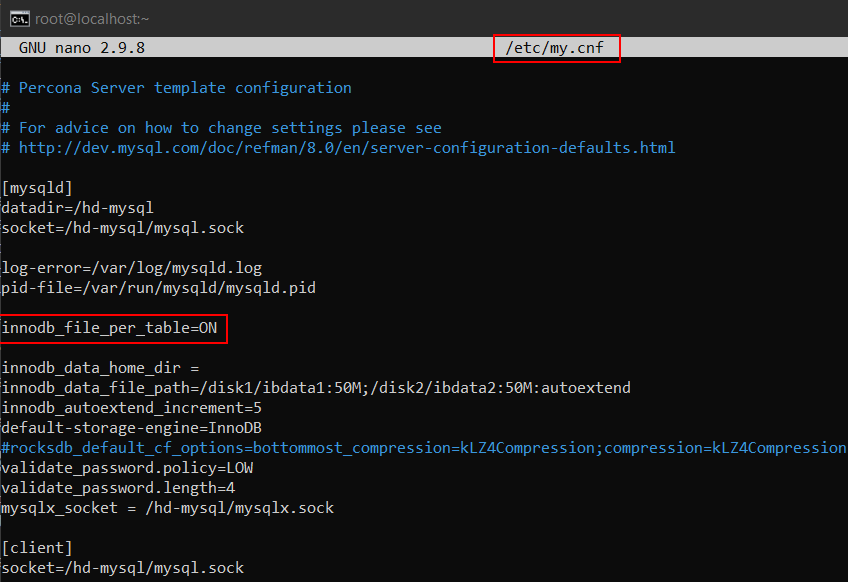 root@localhost:~
GNU nano 2.9.8 /etc/my.cnf
# Percona Server template configuration
#
# For advice on how to change settings please see
# http://dev.mysql.com/doc/refman/8.0/en/server-configuration-defaults.html
[mysqld]
datadir=/hd-mysql
socket=/hd-mysql/mysql.sock
log-error=/var/log/mysqld.log
pid-file=/var/run/mysqld/mysqld.pid
innodb_file_per_table=ON
innodb_data_home_dir =
innodb_data_file_path=/disk1/ibdata1:50M;/disk2/ibdata2:50M:autoextend
innodb_autoextend_increment=5
default-storage-engine=InnoDB
#rocksdb_default_cf_options=bottommost_compression=kLZ4Compression;compression=kLZ4Compression
validate_password.policy=LOW
validate_password.length=4
mysqlx_socket = /hd-mysql/mysqlx.sock
[client]
socket=/hd-mysql/mysql.sock